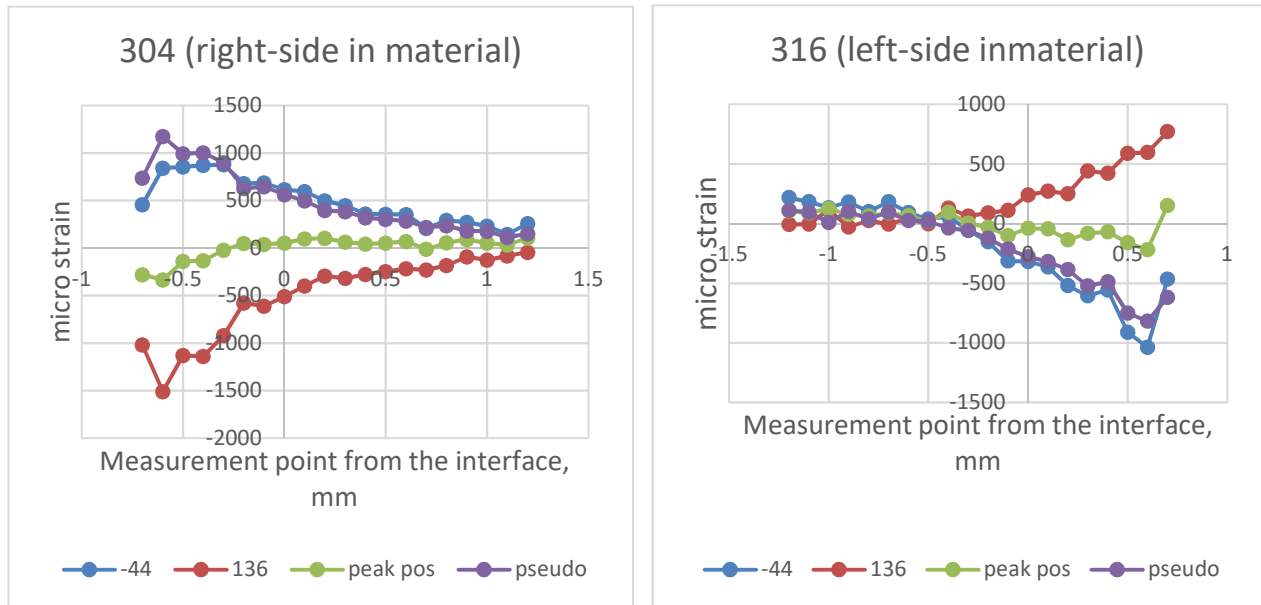 304 (right-side in material)
1500
1000
500
0
-500
-1000
-1500
-2000
-1
-0.5
0
0.5
1
1.5
micro strain
Measurement point from the interface,
mm
-44
136
peak pos
pseudo
316 (left-side inmaterial)
1000
500
0
-500
-1000
-1500
-1.5
-1
-0.5
0
0.5
1
micro strain
Measurement point from the interface,
mm
-44
136
peak pos
pseudo